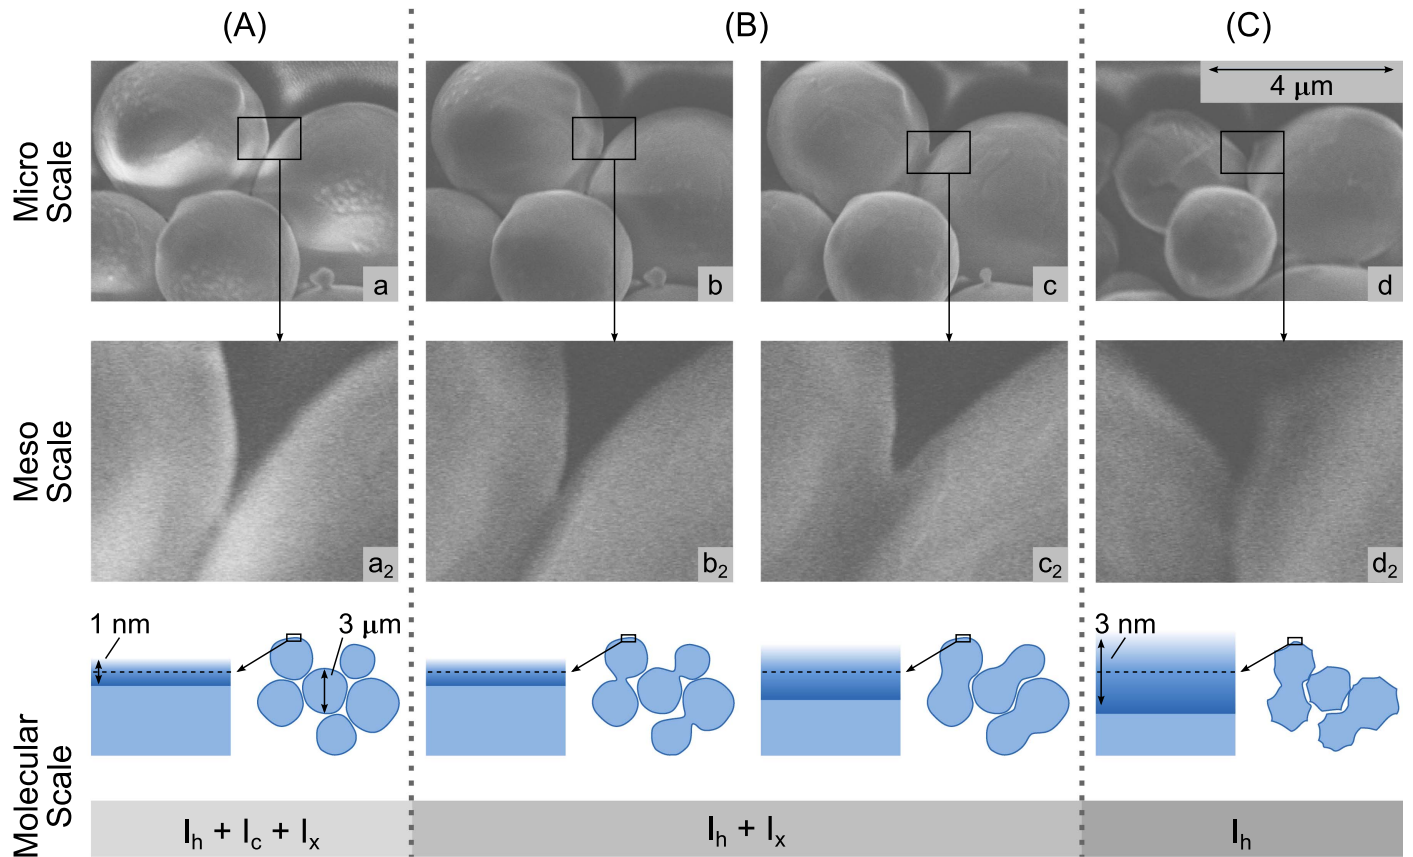 (A)
(B)
(C)
Micro
Scale
4 μm
a
b
c
d
Meso
Scale
a₂
b₂
c₂
d₂
Molecular
Scale
1 nm
3 μm
3 nm
Iₕ + I꜀ + Iₓ
Iₕ + Iₓ
Iₕ